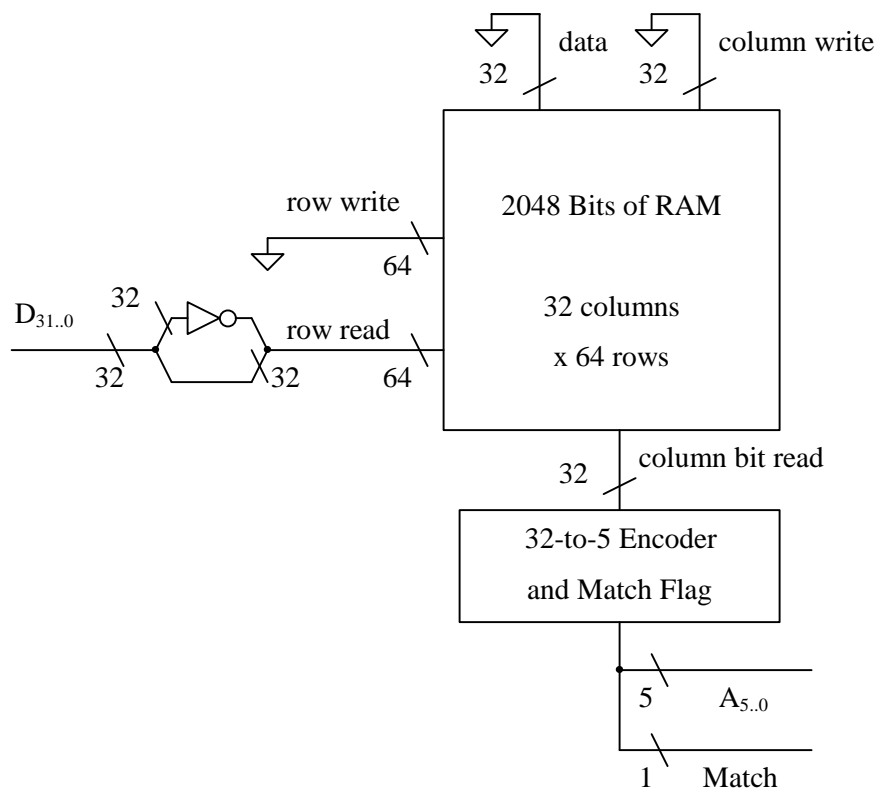 data
column write
32
32
2048 Bits of RAM
32 columns
x 64 rows
row write
64
D31..0
32
32
row read
32
64
column bit read
32
32-to-5 Encoder
and Match Flag
5
A5..0
1
Match